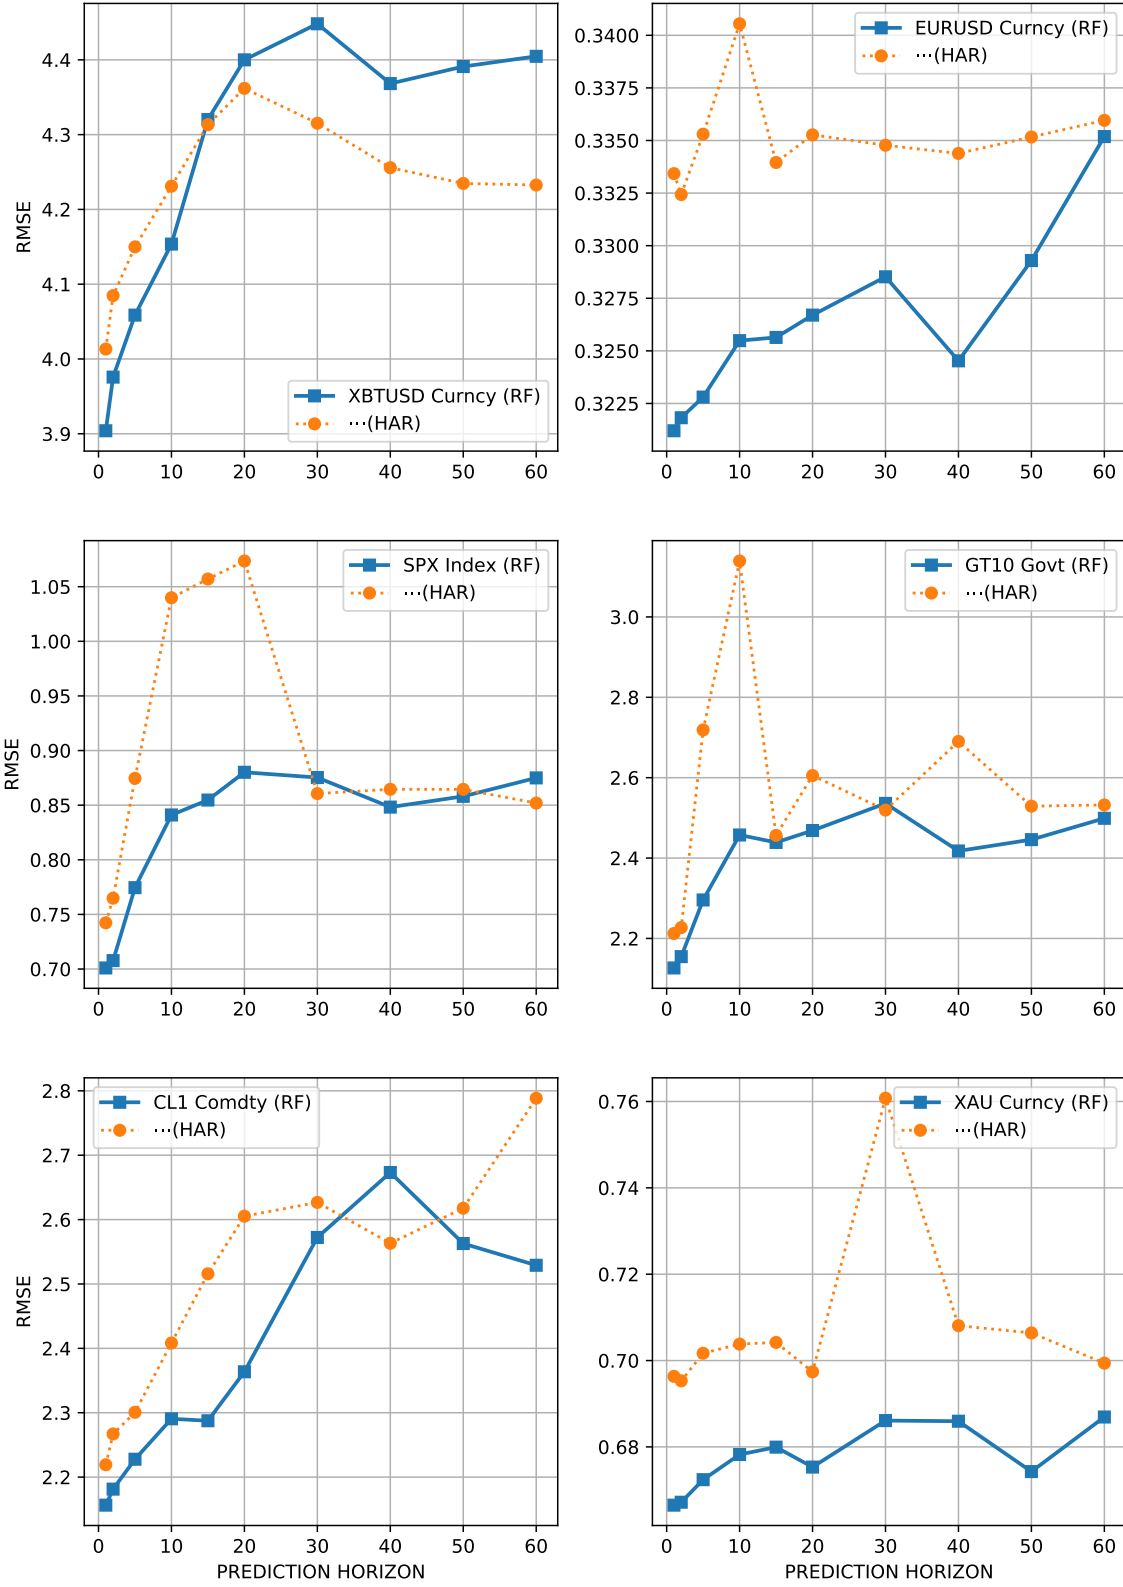 4.4
4.3
4.2
4.1
4.0
3.9
RMSE
XBTUSD Curncy (RF)
···(HAR)
0 10 20 30 40 50 60
0.3400
0.3375
0.3350
0.3325
0.3300
0.3275
0.3250
0.3225
EURUSD Curncy (RF)
···(HAR)
0 10 20 30 40 50 60
1.05
1.00
0.95
0.90
0.85
0.80
0.75
0.70
RMSE
SPX Index (RF)
···(HAR)
0 10 20 30 40 50 60
3.0
2.8
2.6
2.4
2.2
GT10 Govt (RF)
···(HAR)
0 10 20 30 40 50 60
2.8
2.7
2.6
2.5
2.4
2.3
2.2
RMSE
CL1 Comdty (RF)
···(HAR)
0 10 20 30 40 50 60
PREDICTION HORIZON
0.76
0.74
0.72
0.70
0.68
XAU Curncy (RF)
···(HAR)
0 10 20 30 40 50 60
PREDICTION HORIZON